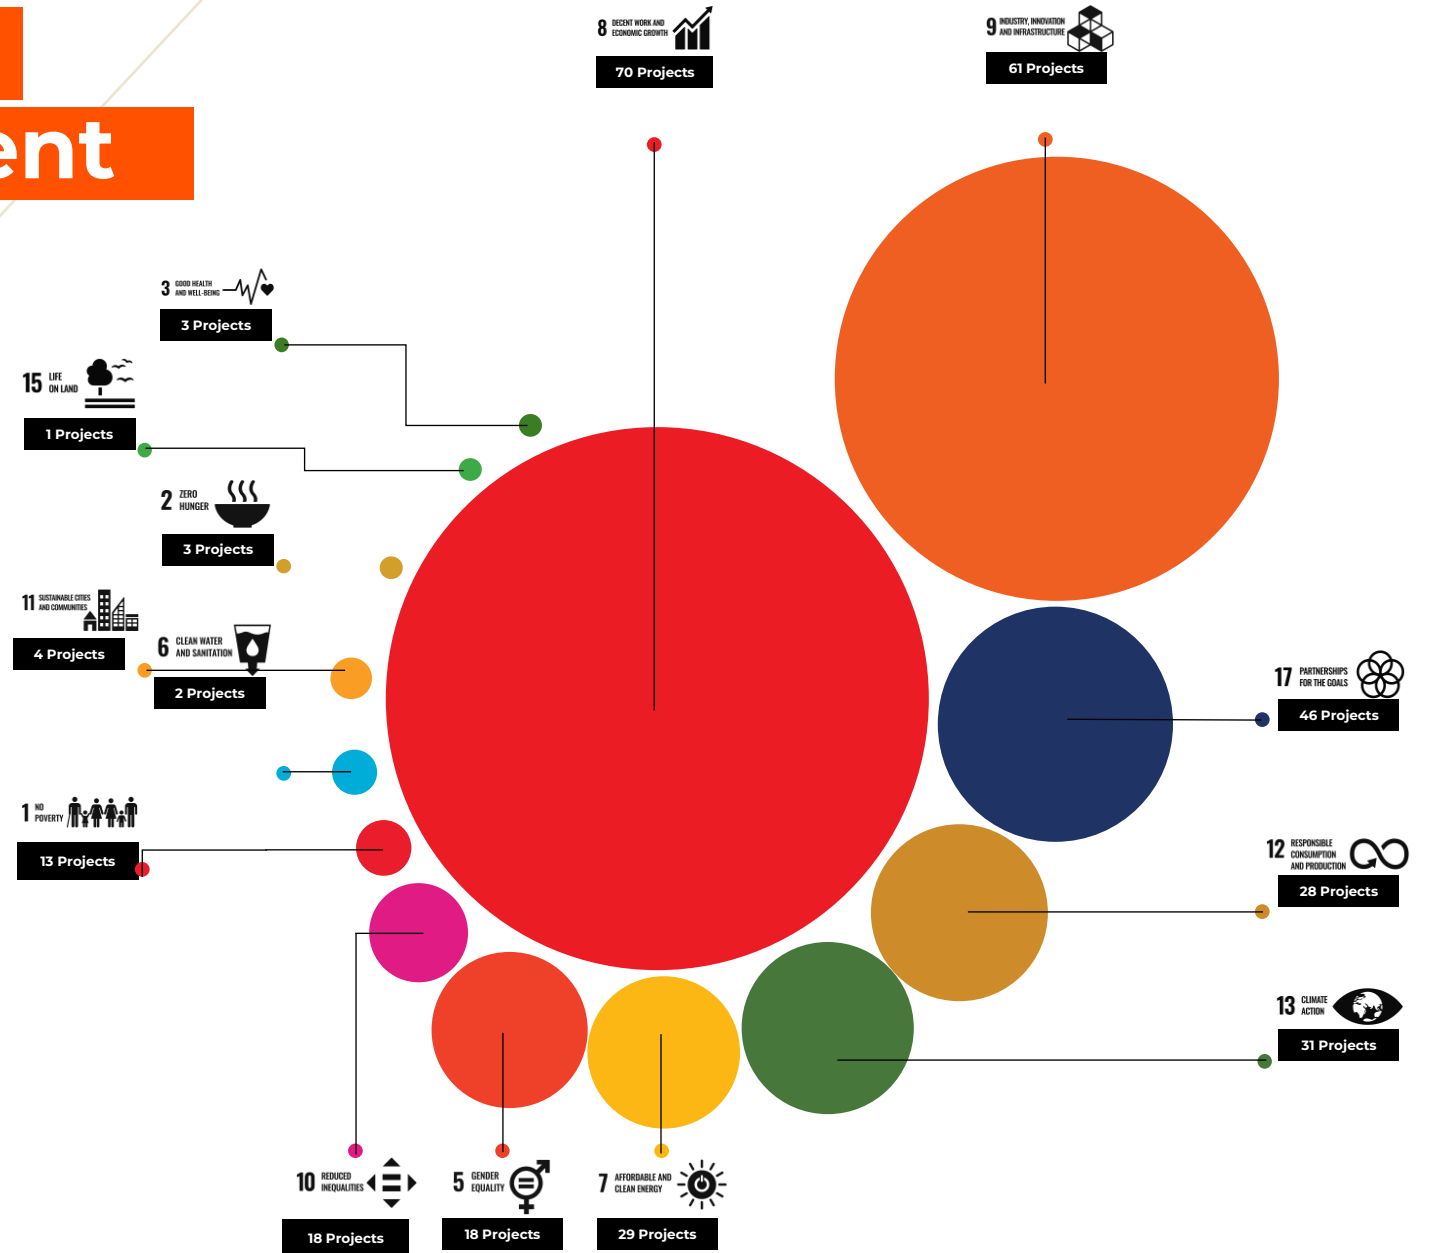 ent
8 DECENT WORK AND
ECONOMIC GROWTH
70 Projects
9 INDUSTRY, INNOVATION
AND INFRASTRUCTURE
61 Projects
3 GOOD HEALTH
AND WELL-BEING
3 Projects
15 LIFE
ON LAND
1 Projects
2 ZERO
HUNGER
3 Projects
11 SUSTAINABLE CITIES
AND COMMUNITIES
4 Projects
6 CLEAN WATER
AND SANITATION
2 Projects
17 PARTNERSHIPS
FOR THE GOALS
46 Projects
1 NO
POVERTY
13 Projects
12 RESPONSIBLE
CONSUMPTION
AND PRODUCTION
28 Projects
13 CLIMATE
ACTION
31 Projects
10 REDUCED
INEQUALITIES
18 Projects
5 GENDER
EQUALITY
18 Projects
7 AFFORDABLE AND
CLEAN ENERGY
29 Projects